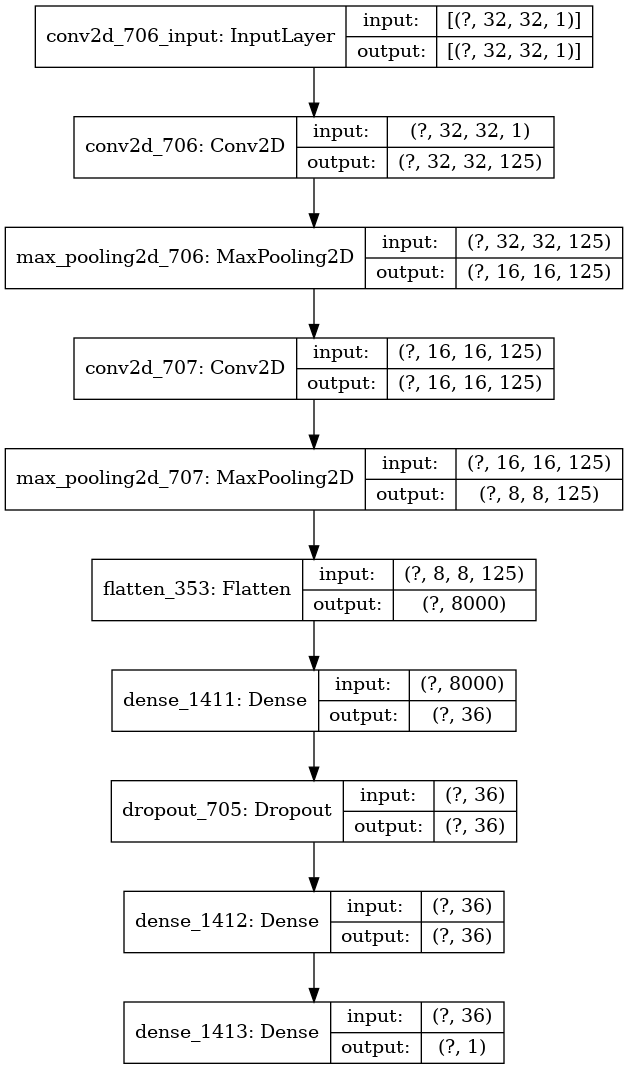 conv2d_706_input: InputLayer
input: [(?, 32, 32, 1)]
output: [(?, 32, 32, 1)]
conv2d_706: Conv2D
input: (?, 32, 32, 1)
output: (?, 32, 32, 125)
max_pooling2d_706: MaxPooling2D
input: (?, 32, 32, 125)
output: (?, 16, 16, 125)
conv2d_707: Conv2D
input: (?, 16, 16, 125)
output: (?, 16, 16, 125)
max_pooling2d_707: MaxPooling2D
input: (?, 16, 16, 125)
output: (?, 8, 8, 125)
flatten_353: Flatten
input: (?, 8, 8, 125)
output: (?, 8000)
dense_1411: Dense
input: (?, 8000)
output: (?, 36)
dropout_705: Dropout
input: (?, 36)
output: (?, 36)
dense_1412: Dense
input: (?, 36)
output: (?, 36)
dense_1413: Dense
input: (?, 36)
output: (?, 1)